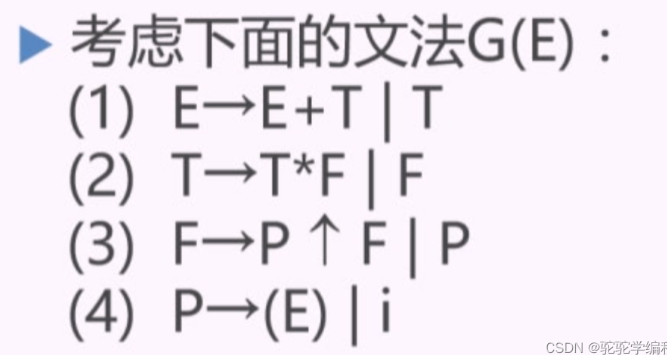 ▶ 考虑下面的文法G(E)：
(1) E→E+T | T
(2) T→T*F | F
(3) F→P↑F | P
(4) P→(E) | i
CSDN @驼驼学编程